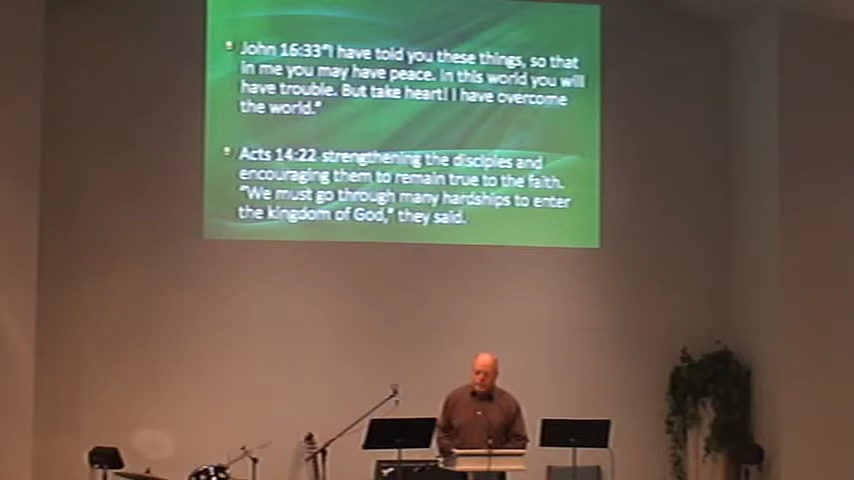 John 16:33"I have told you these things, so that
in me you may have peace. In this world you will
have trouble. But take heart! I have overcome
the world."
Acts 14:22 strengthening the disciples and
encouraging them to remain true to the faith.
"We must go through many hardships to enter
the kingdom of God," they said.